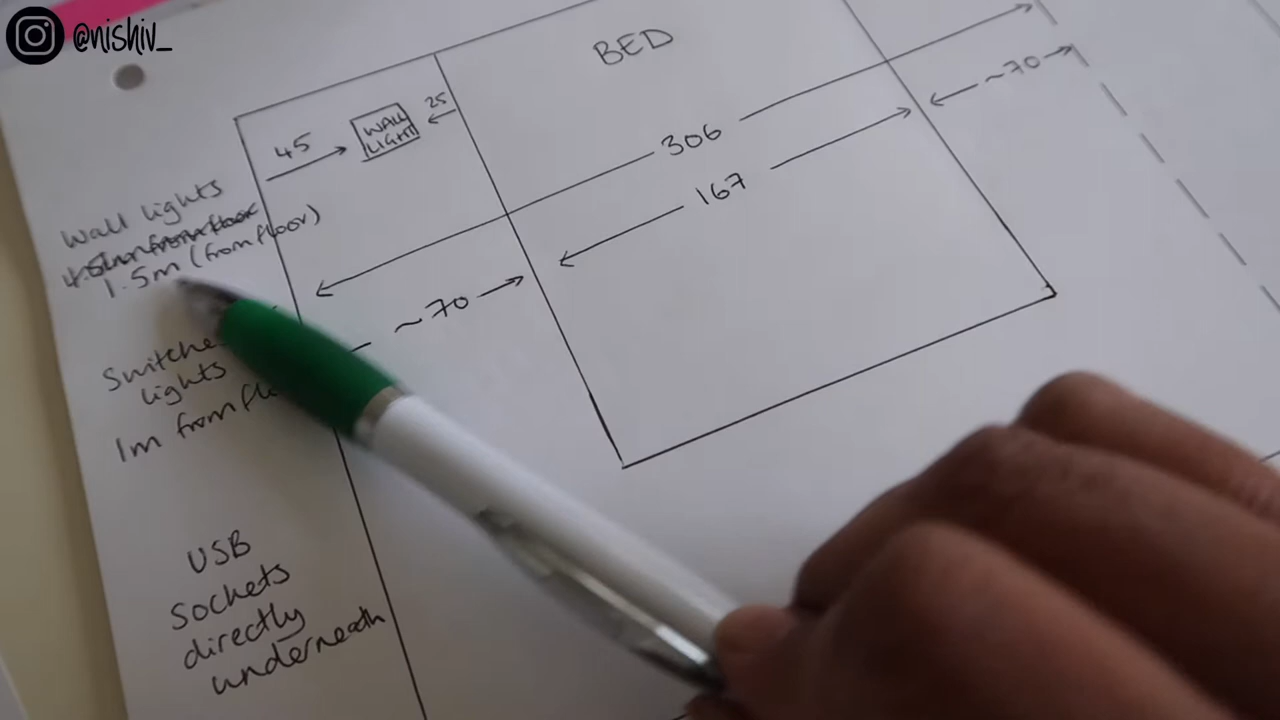 @nishiv_
BED
25
WALL
LIGHT
45
~70
306
167
~70
Wall lights
1.5m (from floor)
lights
1m from
USB
Sockets
directly
underneath